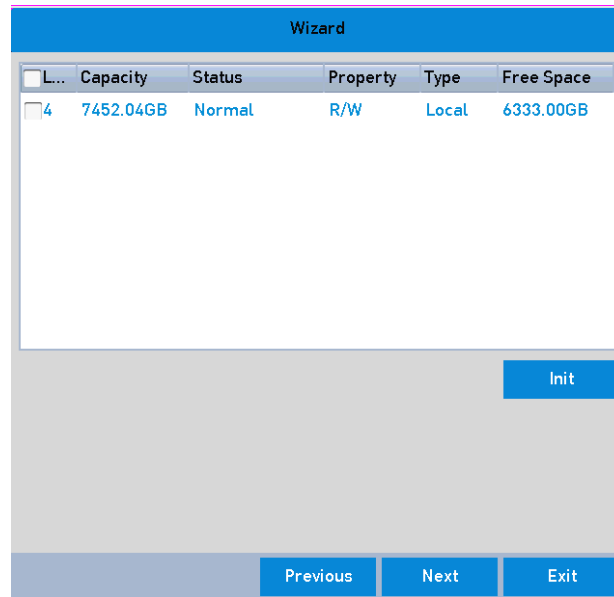 Wizard
L... Capacity Status Property Type Free Space
4 7452.04GB Normal R/W Local 6333.00GB
Init
Previous Next Exit